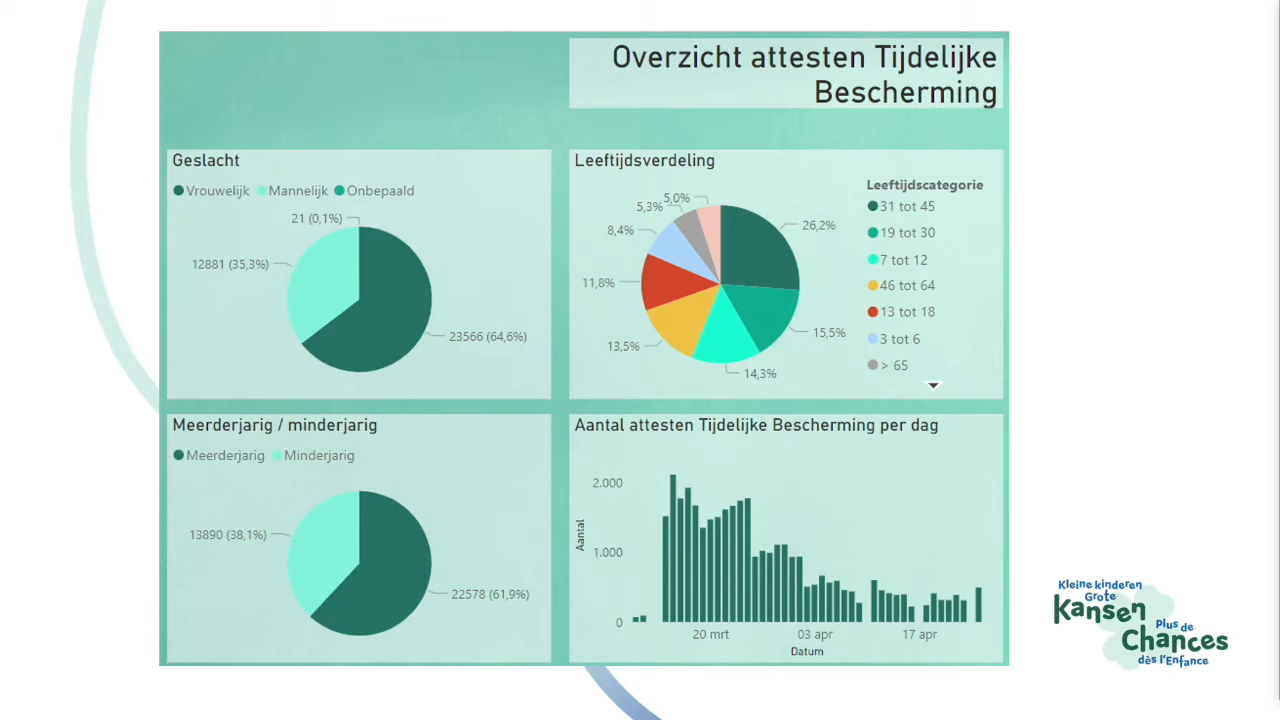 Overzicht attesten Tijdelijke
Bescherming
Geslacht
Vrouwelijk Mannelijk Onbepaald
21 (0,1%)
12881 (35,3%)
23566 (64,6%)
Leeftijdsverdeling
Leeftijdscategorie
31 tot 45
19 tot 30
7 tot 12
46 tot 64
13 tot 18
3 tot 6
> 65
5,0%
5,3%
8,4%
11,8%
13,5%
14,3%
15,5%
26,2%
Meerderjarig / minderjarig
Meerderjarig Minderjarig
13890 (38,1%)
22578 (61,9%)
Aantal attesten Tijdelijke Bescherming per dag
2.000
1.000
0
Aantal
20 mrt 03 apr 17 apr
Datum
Kleine kinderen
Grote
Kansen
Plus de
Chances
dès l'Enfance